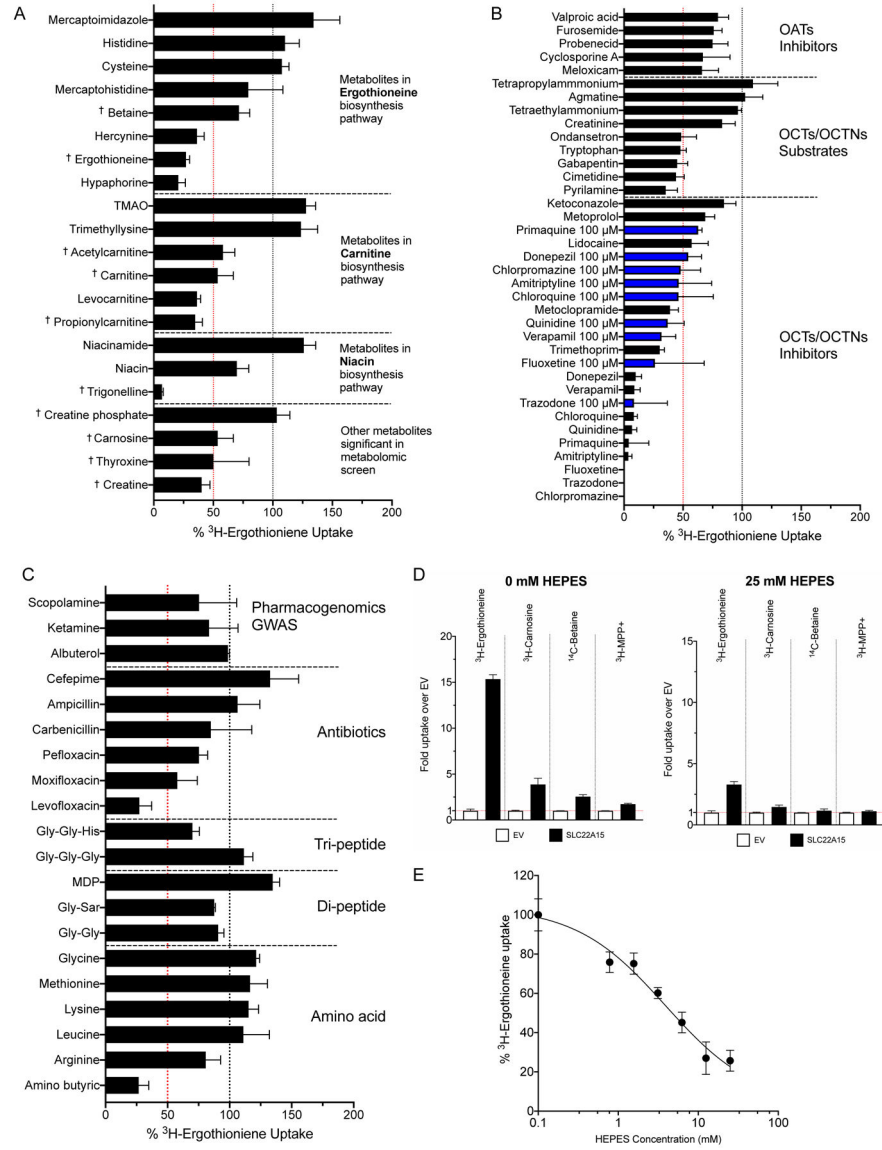 A
Mercaptoimidazole
Histidine
Cysteine
Mercaptohistidine
† Betaine
Hercynine
† Ergothioneine
Hypaphorine
Metabolites in
Ergothioneine
biosynthesis
pathway
TMAO
Trimethyllysine
† Acetylcarnitine
† Carnitine
Levocarnitine
† Propionylcarnitine
Metabolites in
Carnitine
biosynthesis
pathway
Niacinamide
Niacin
† Trigonelline
Metabolites in
Niacin
biosynthesis
pathway
† Creatine phosphate
† Carnosine
† Thyroxine
† Creatine
Other metabolites
significant in
metabolomic
screen
0 50 100 150 200
% ³H-Ergothioniene Uptake
B
Valproic acid
Furosemide
Probenecid
Cyclosporine A
Meloxicam
OATs
Inhibitors
Tetrapropylammmonium
Agmatine
Tetraethylammonium
Creatinine
Ondansetron
Tryptophan
Gabapentin
Cimetidine
Pyrilamine
OCTs/OCTNs
Substrates
Ketoconazole
Metoprolol
Primaquine 100 µM
Lidocaine
Donepezil 100 µM
Chlorpromazine 100 µM
Amitriptyline 100 µM
Chloroquine 100 µM
Metoclopramide
Quinidine 100 µM
Verapamil 100 µM
Trimethoprim
Fluoxetine 100 µM
Donepezil
Verapamil
Trazodone 100 µM
Chloroquine
Quinidine
Primaquine
Amitriptyline
Fluoxetine
Trazodone
Chlorpromazine
OCTs/OCTNs
Inhibitors
0 50 100 150 200
% ³H-Ergothioniene Uptake
C
Scopolamine
Ketamine
Albuterol
Pharmacogenomics
GWAS
Cefepime
Ampicillin
Carbenicillin
Pefloxacin
Moxifloxacin
Levofloxacin
Antibiotics
Gly-Gly-His
Gly-Gly-Gly
Tri-peptide
MDP
Gly-Sar
Gly-Gly
Di-peptide
Glycine
Methionine
Lysine
Leucine
Arginine
Amino butyric
Amino acid
0 50 100 150 200
% ³H-Ergothioniene Uptake
D
0 mM HEPES
³H-Ergothioneine
³H-Carnosine
¹⁴C-Betaine
³H-MPP+
Fold uptake over EV
20
15
10
5
1
0
EV SLC22A15
25 mM HEPES
³H-Ergothioneine
³H-Carnosine
¹⁴C-Betaine
³H-MPP+
Fold uptake over EV
15
10
5
1
0
EV SLC22A15
E
% ³H-Ergothioneine uptake
120
100
80
60
40
20
0
0.1 1 10 100
HEPES Concentration (mM)